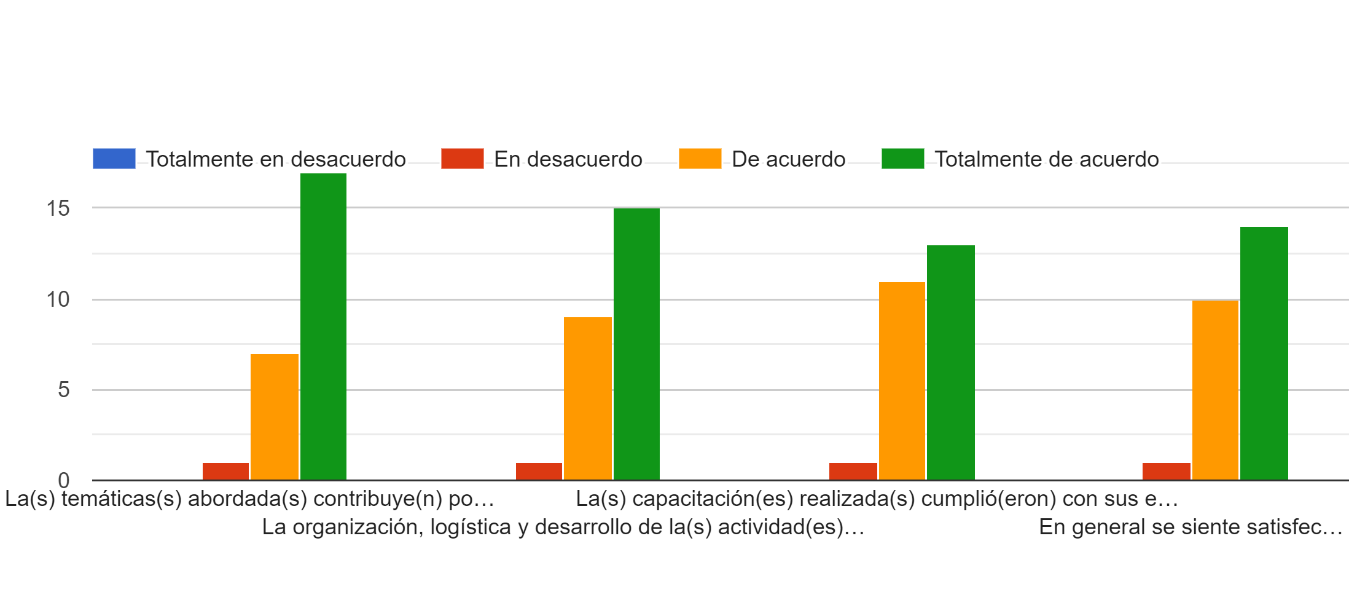 Totalmente en desacuerdo En desacuerdo De acuerdo Totalmente de acuerdo
15
10
5
0
La(s) temáticas(s) abordada(s) contribuye(n) po… La(s) capacitación(es) realizada(s) cumplió(eron) con sus e…
La organización, logística y desarrollo de la(s) actividad(es)… En general se siente satisfec…